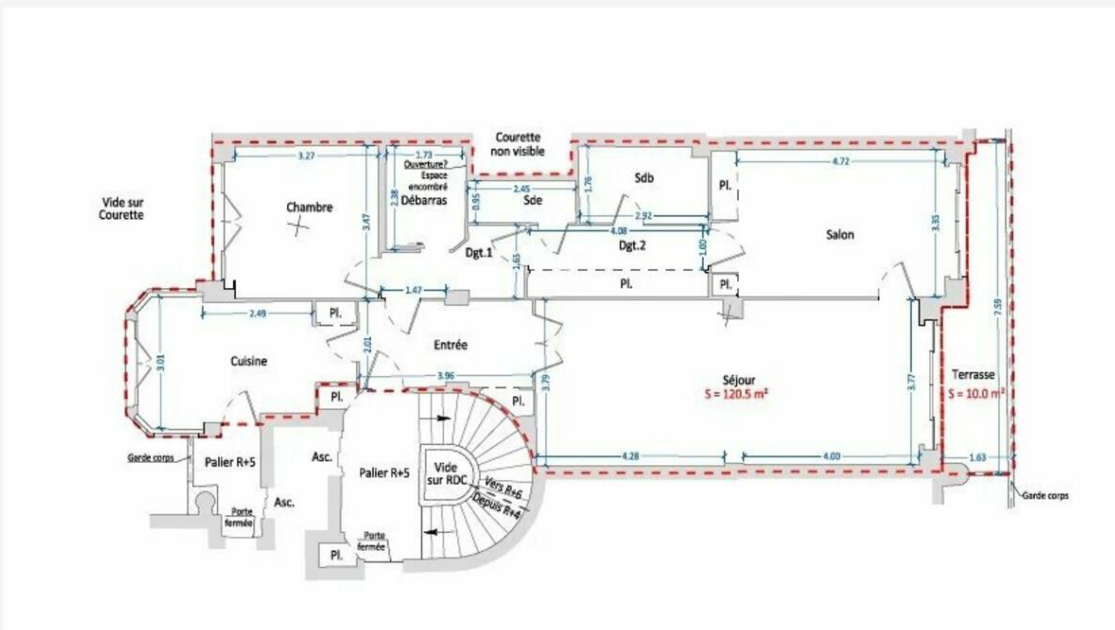 Courette
non visible
3.27
1.73
4.72
Ouverture?
Espace
encombré
Débarras
2.38
0.95
2.45
Sde
1.76
Sdb
2.92
Pl.
Vide sur
Courette
Chambre
3.47
Dgt.1
1.65
4.08
Dgt.2
1.00
Salon
3.35
Pl.
Pl.
1.47
2.49
Pl.
7.59
3.01
Cuisine
2.01
Entrée
3.96
3.79
Séjour
S = 120.5 m²
3.77
Terrasse
S = 10.0 m²
Pl.
Pl.
Garde corps
Palier R+5
Asc.
Palier R+5
Vide
sur RDC
Vers R+6
Depuis R+4
4.28
4.00
1.63
Garde corps
Asc.
Porte
fermée
Porte
fermée
Pl.